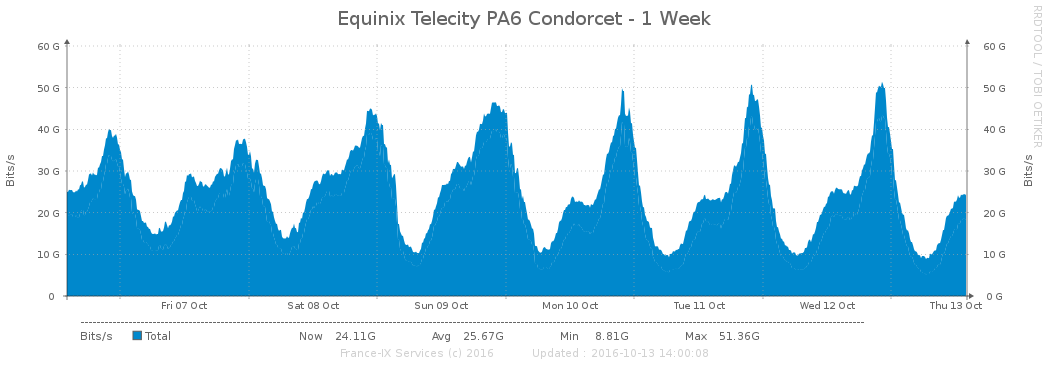 Equinix Telecity PA6 Condorcet - 1 Week
RRDTOOL / TOBI OETIKER
Bits/s
60 G 60 G
50 G 50 G
40 G 40 G
30 G 30 G
20 G 20 G
10 G 10 G
0 0 G
Bits/s
Fri 07 Oct Sat 08 Oct Sun 09 Oct Mon 10 Oct Tue 11 Oct Wed 12 Oct Thu 13 Oct
Bits/s Total Now 24.11G Avg 25.67G Min 8.81G Max 51.36G
France-IX Services (c) 2016 Updated : 2016-10-13 14:00:08